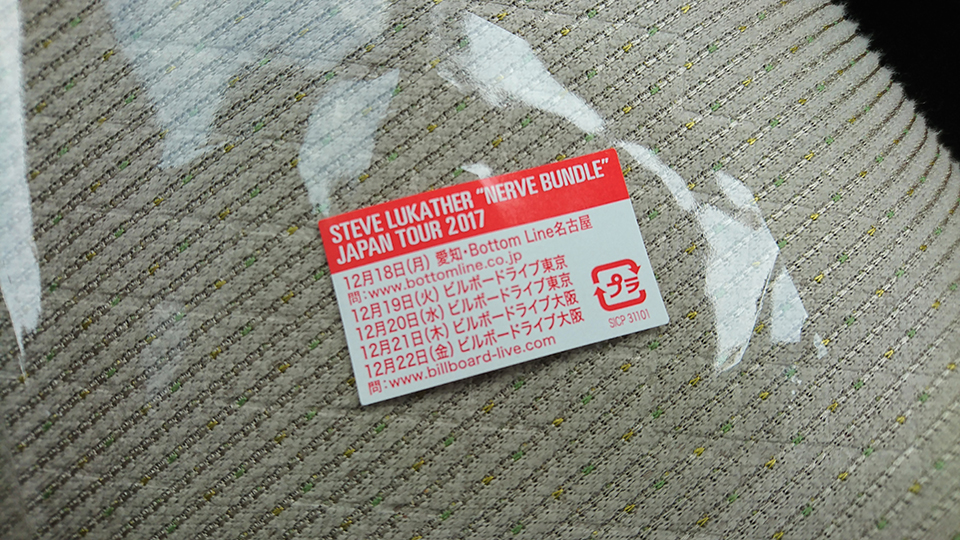 STEVE LUKATHER "NERVE BUNDLE"
JAPAN TOUR 2017
12月18日(月) 愛知・Bottom Line名古屋
問:www.bottomline.co.jp
12月19日(火) ビルボードライブ東京
12月20日(水) ビルボードライブ東京
12月21日(木) ビルボードライブ大阪
12月22日(金) ビルボードライブ大阪
問:www.billboard-live.com
プラ
SICP 31101